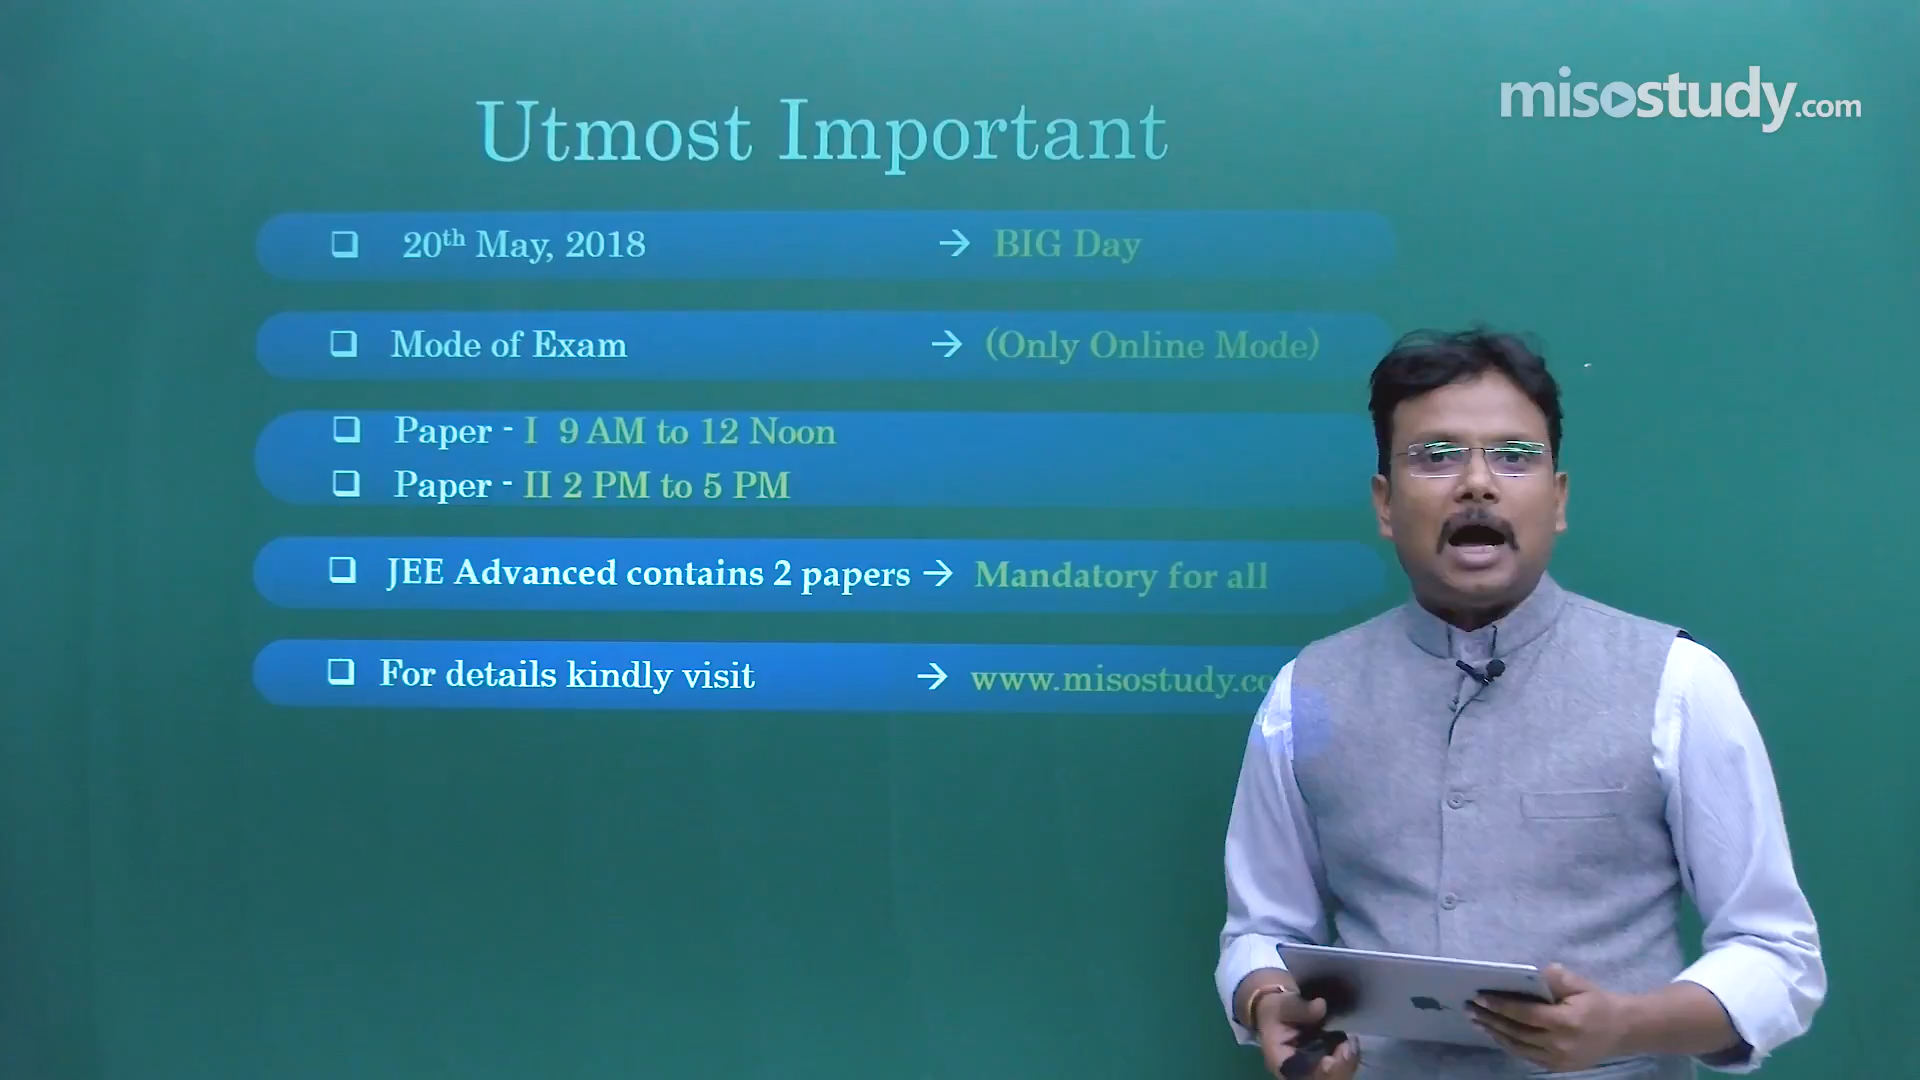 misostudy.com
Utmost Important
❑ 20th May, 2018 → BIG Day
❑ Mode of Exam → (Only Online Mode)
❑ Paper - I 9 AM to 12 Noon
❑ Paper - II 2 PM to 5 PM
❑ JEE Advanced contains 2 papers → Mandatory for all
❑ For details kindly visit → www.misostudy.co